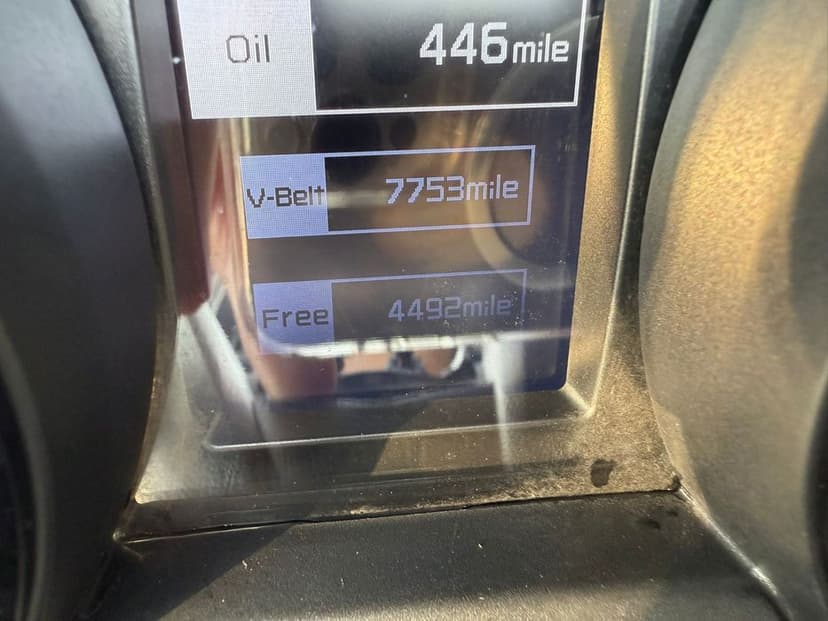 Oil 446mile
V-Belt 7753mile
Free 4492mile